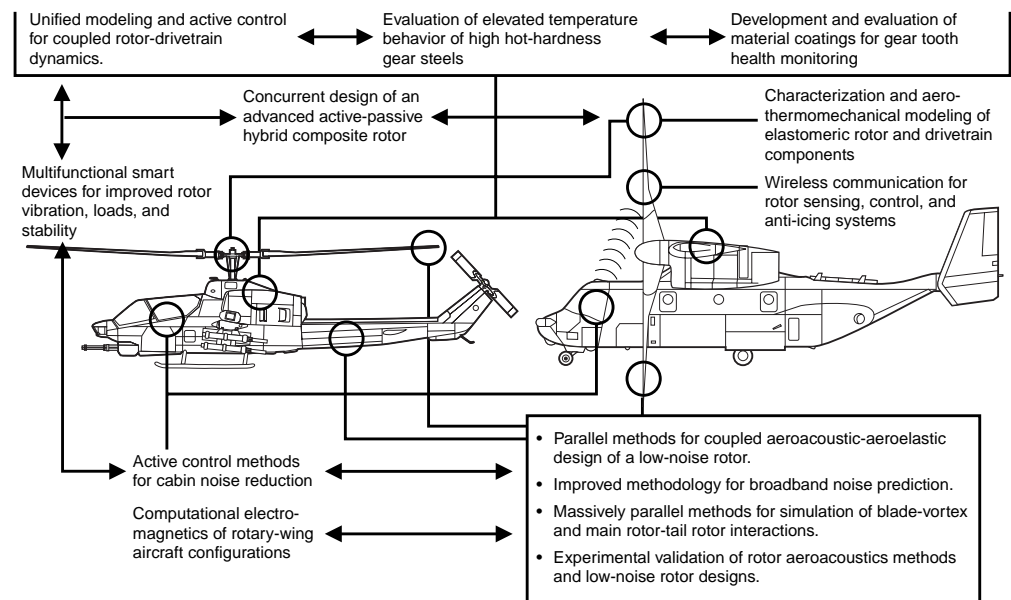 Unified modeling and active control
for coupled rotor-drivetrain
dynamics.
Evaluation of elevated temperature
behavior of high hot-hardness
gear steels
Development and evaluation of
material coatings for gear tooth
health monitoring
Concurrent design of an
advanced active-passive
hybrid composite rotor
Characterization and aero-
thermomechanical modeling of
elastomeric rotor and drivetrain
components
Multifunctional smart
devices for improved rotor
vibration, loads, and
stability
Wireless communication for
rotor sensing, control, and
anti-icing systems
Active control methods
for cabin noise reduction
Computational electro-
magnetics of rotary-wing
aircraft configurations
• Parallel methods for coupled aeroacoustic-aeroelastic
design of a low-noise rotor.
• Improved methodology for broadband noise prediction.
• Massively parallel methods for simulation of blade-vortex
and main rotor-tail rotor interactions.
• Experimental validation of rotor aeroacoustics methods
and low-noise rotor designs.